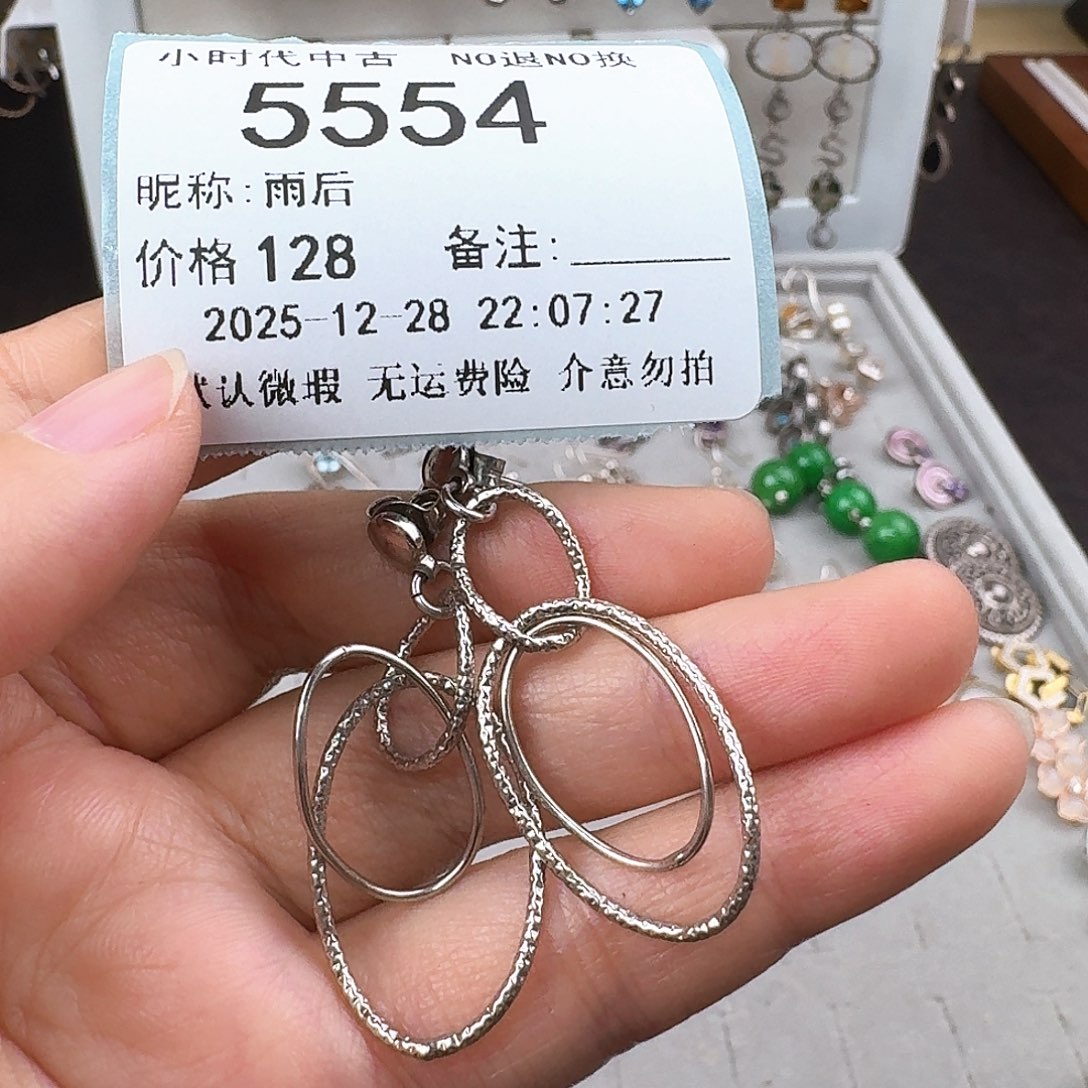 小时代中古 NO退NO换
5554
昵称:雨后
价格 128 备注:
2025-12-28 22:07:27
认微瑕 无运费险 介意勿拍